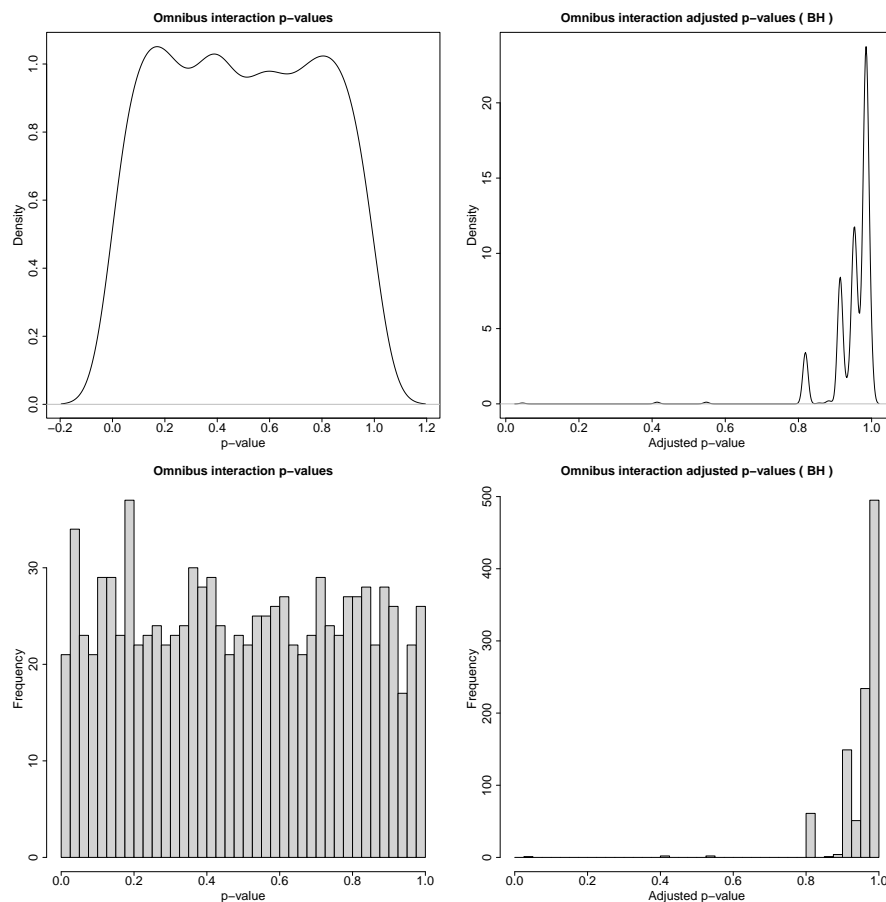 Omnibus interaction p−values
Density
0.0 0.2 0.4 0.6 0.8 1.0
−0.2 0.0 0.2 0.4 0.6 0.8 1.0 1.2
p−value
Omnibus interaction adjusted p−values ( BH )
Density
0 5 10 15 20
0.0 0.2 0.4 0.6 0.8 1.0
Adjusted p−value
Omnibus interaction p−values
Frequency
0 10 20 30
0.0 0.2 0.4 0.6 0.8 1.0
p−value
Omnibus interaction adjusted p−values ( BH )
Frequency
0 100 200 300 400 500
0.0 0.2 0.4 0.6 0.8 1.0
Adjusted p−value